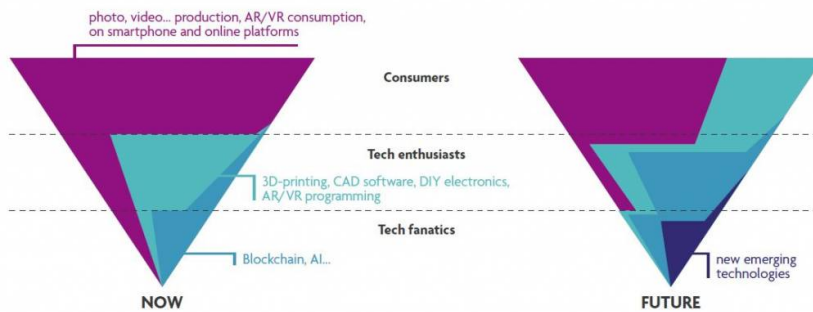 photo, video... production, AR/VR consumption,
on smartphone and online platforms
Consumers
Tech enthusiasts
3D-printing, CAD software, DIY electronics,
AR/VR programming
Tech fanatics
Blockchain, AI...
new emerging
technologies
NOW
FUTURE